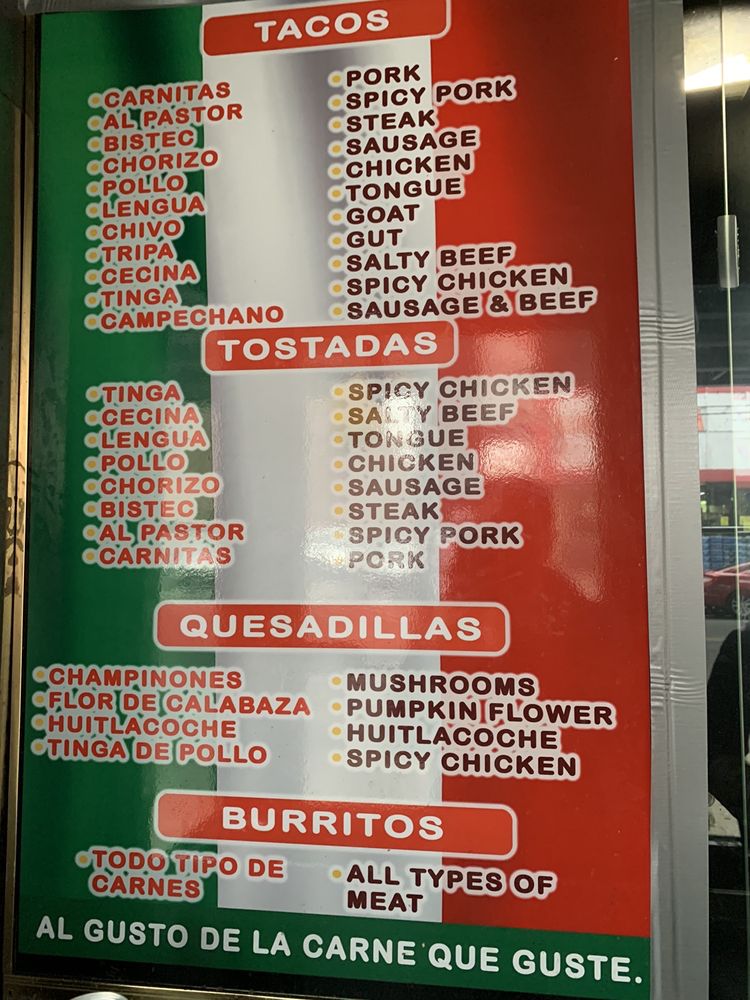 TACOS
CARNITAS
AL PASTOR
BISTEC
CHORIZO
POLLO
LENGUA
CHIVO
TRIPA
CECINA
TINGA
CAMPECHANO
PORK
SPICY PORK
STEAK
SAUSAGE
CHICKEN
TONGUE
GOAT
GUT
SALTY BEEF
SPICY CHICKEN
SAUSAGE & BEEF
TOSTADAS
TINGA
CECINA
LENGUA
POLLO
CHORIZO
BISTEC
AL PASTOR
CARNITAS
SPICY CHICKEN
SALTY BEEF
TONGUE
CHICKEN
SAUSAGE
STEAK
SPICY PORK
PORK
QUESADILLAS
CHAMPINONES
FLOR DE CALABAZA
HUITLACOCHE
TINGA DE POLLO
MUSHROOMS
PUMPKIN FLOWER
HUITLACOCHE
SPICY CHICKEN
BURRITOS
TODO TIPO DE
CARNES
ALL TYPES OF
MEAT
AL GUSTO DE LA CARNE QUE GUSTE.